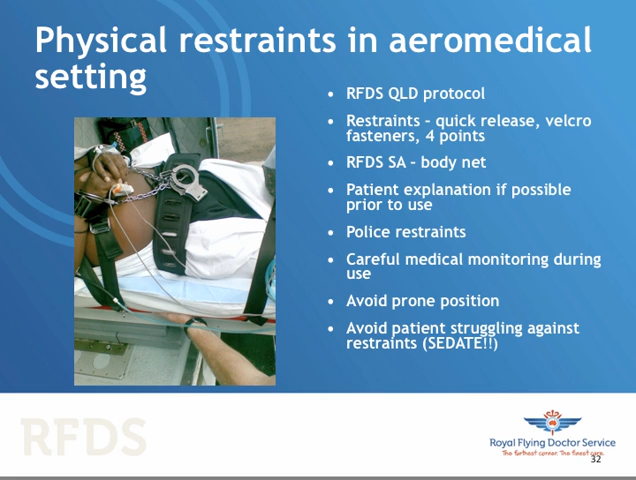 Physical restraints in aeromedical
setting
• RFDS QLD protocol
• Restraints – quick release, velcro
fasteners, 4 points
• RFDS SA – body net
• Patient explanation if possible
prior to use
• Police restraints
• Careful medical monitoring during
use
• Avoid prone position
• Avoid patient struggling against
restraints (SEDATE!!)
RFDS
Royal Flying Doctor Service
The furthest corner. The finest care.
32